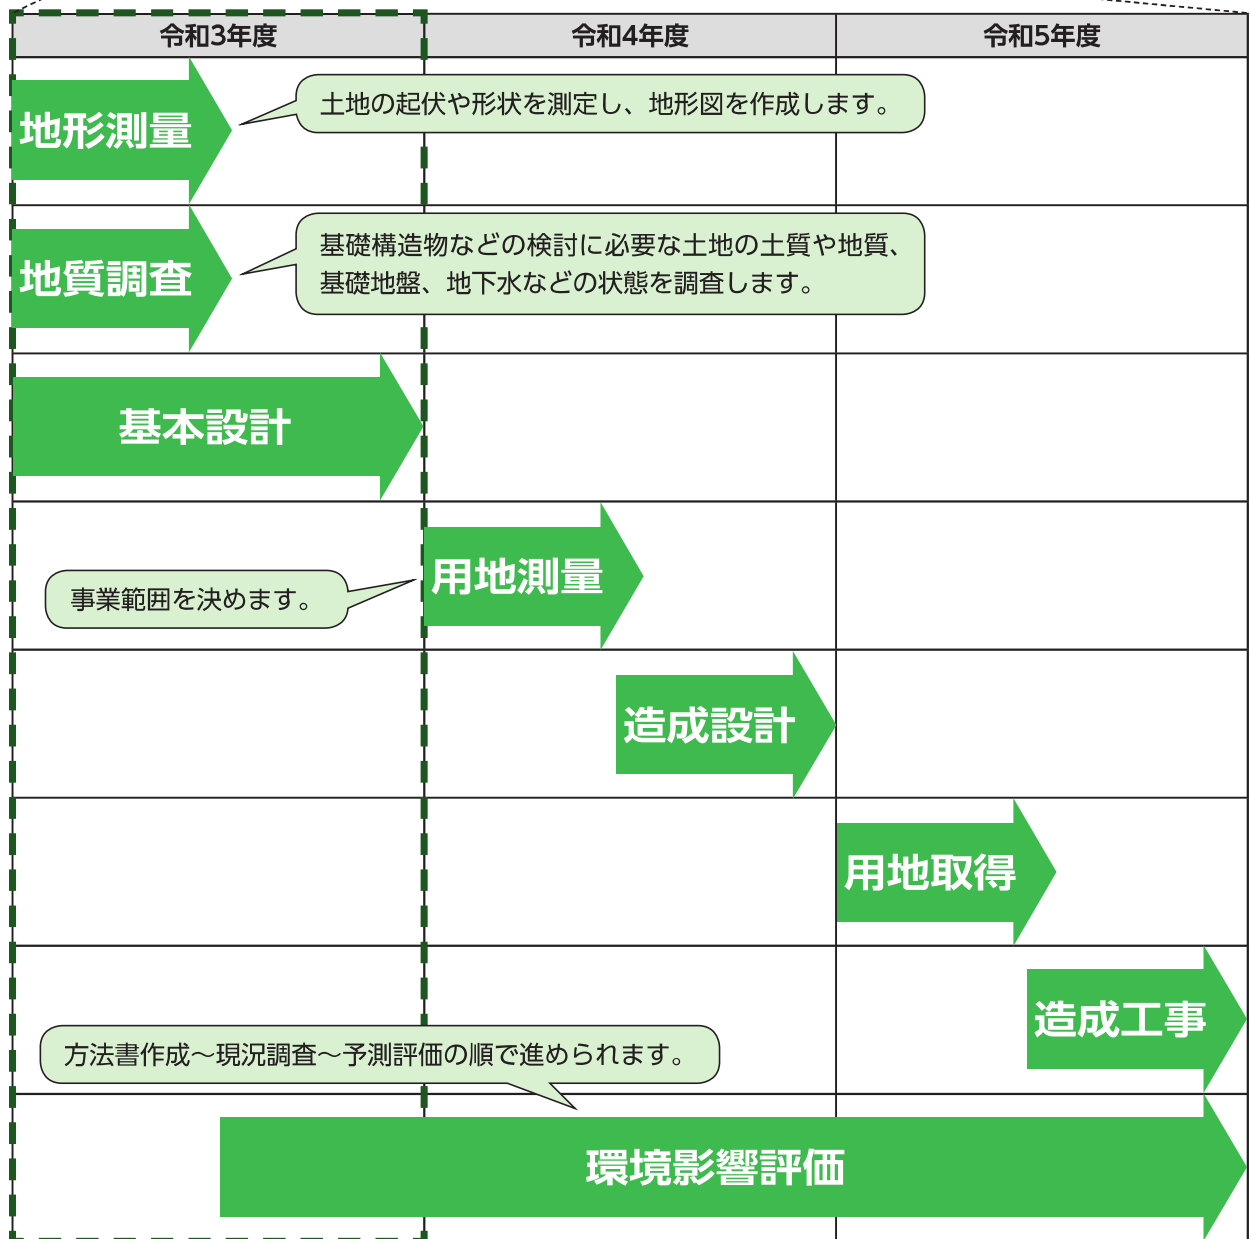 令和3年度
令和4年度
令和5年度
地形測量
土地の起伏や形状を測定し、地形図を作成します。
地質調査
基礎構造物などの検討に必要な土地の土質や地質、
基礎地盤、地下水などの状態を調査します。
基本設計
用地測量
事業範囲を決めます。
造成設計
用地取得
造成工事
方法書作成～現況調査～予測評価の順で進められます。
環境影響評価